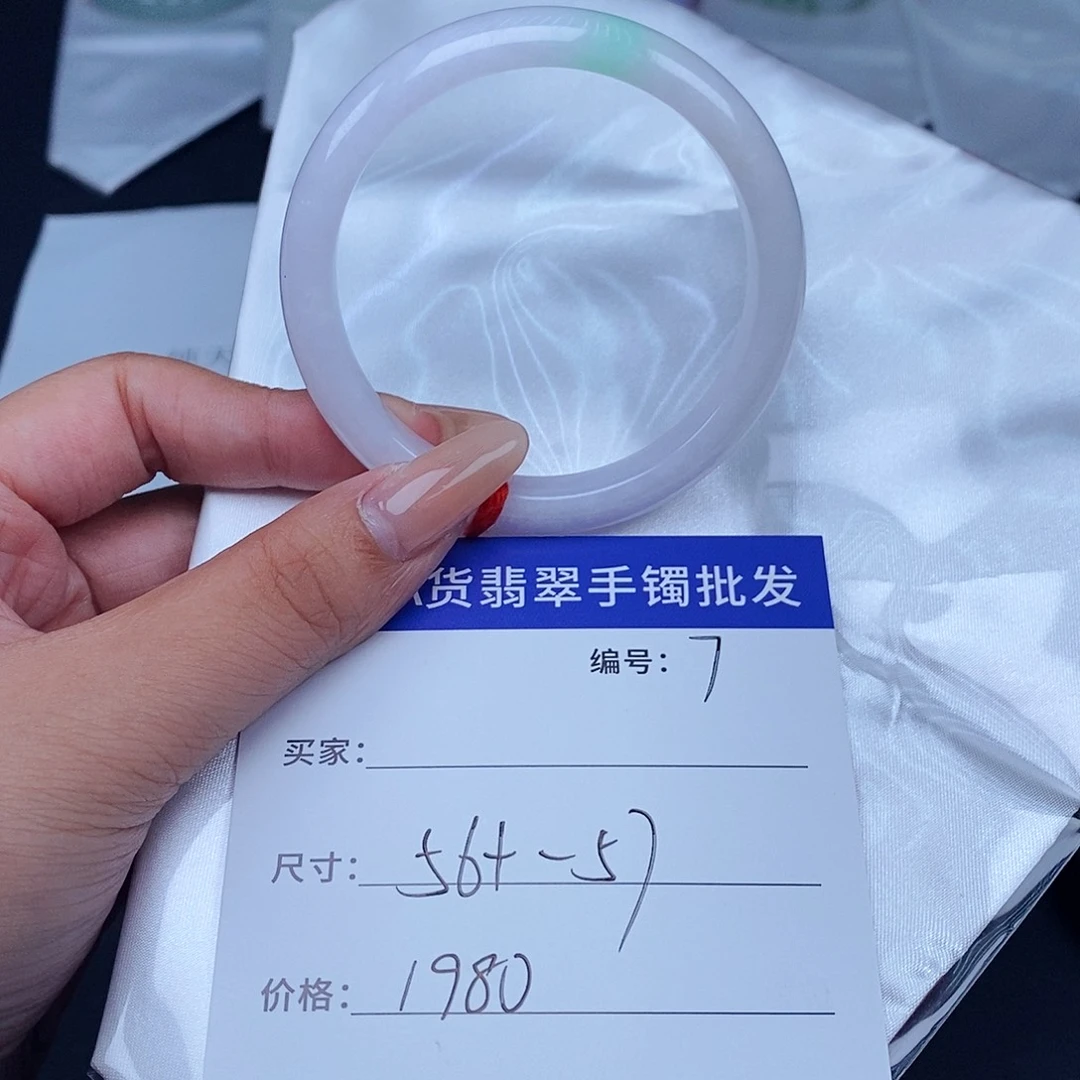 货翡翠手镯批发
编号：7
买家：
尺寸：56+-57
价格：1980